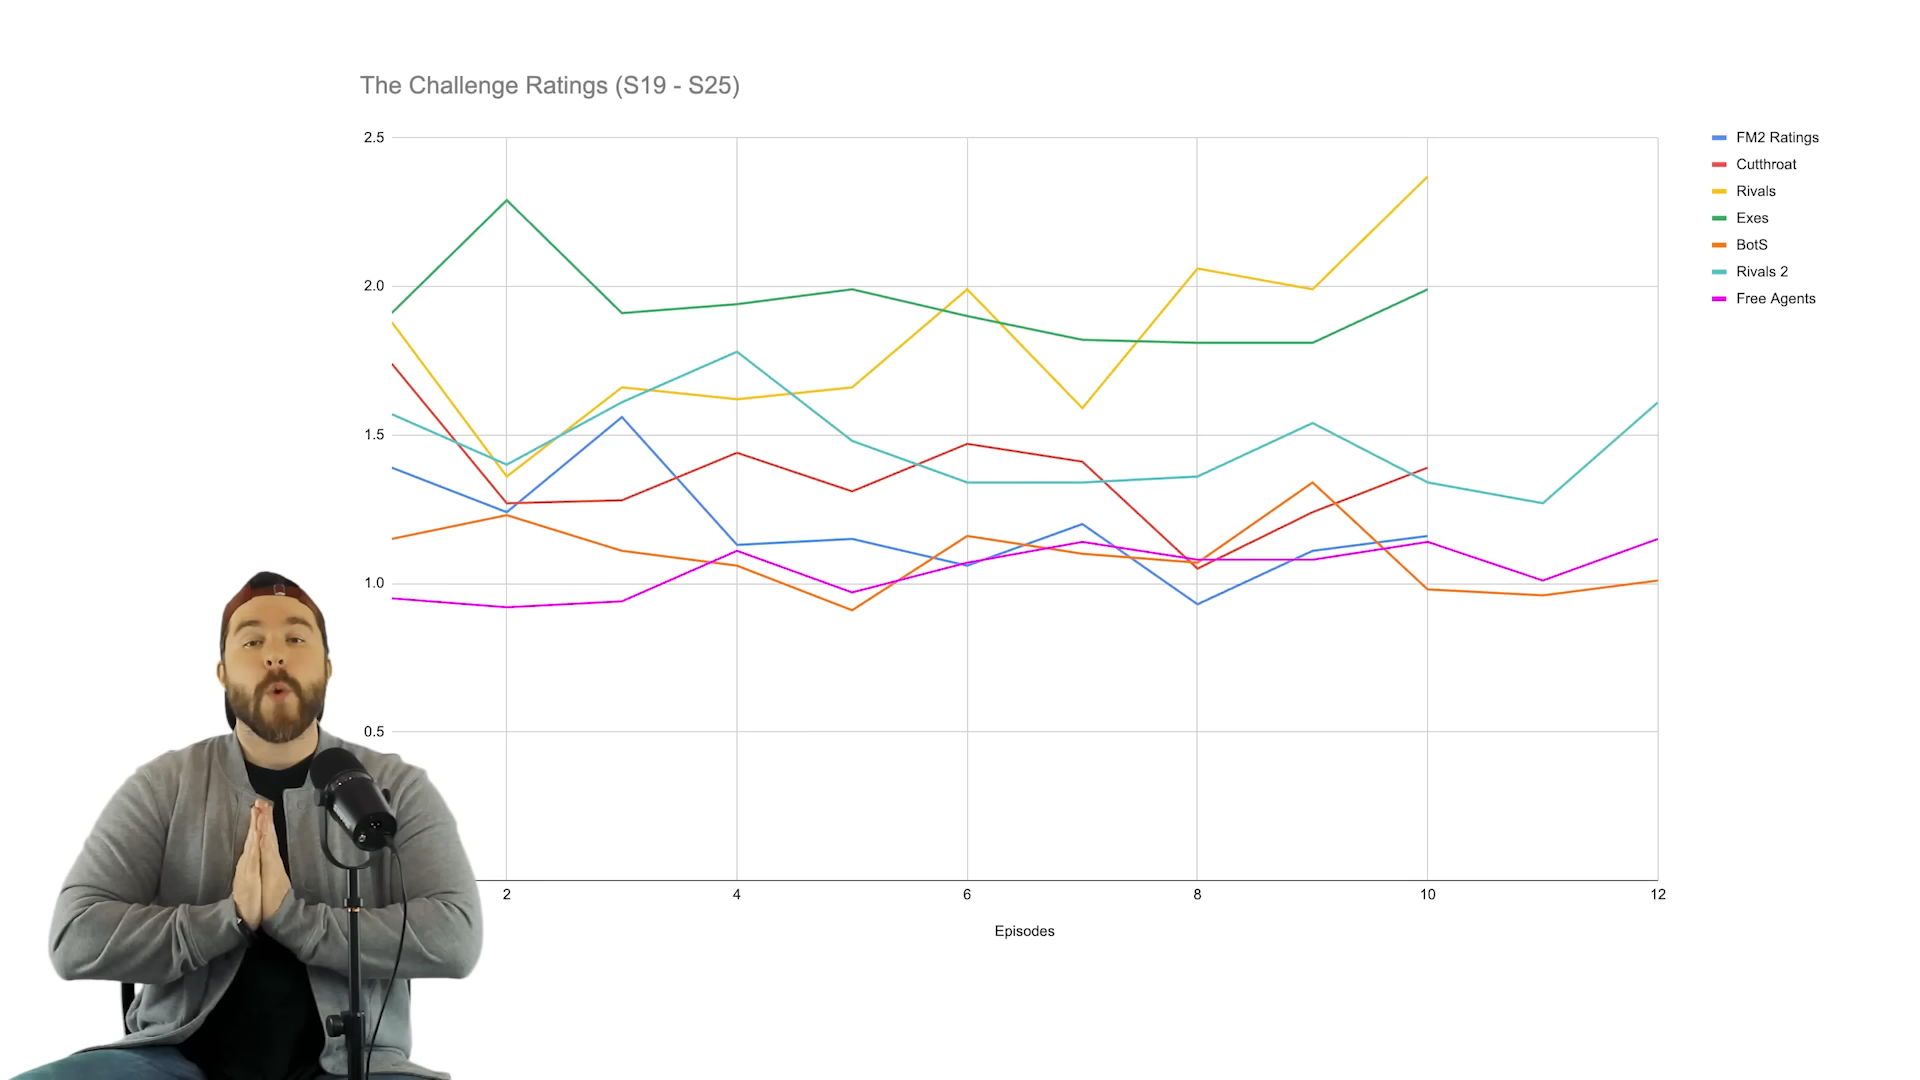 The Challenge Ratings (S19 - S25)
2.5
2.0
1.5
1.0
0.5
2
4
6
8
10
12
Episodes
FM2 Ratings
Cutthroat
Rivals
Exes
BotS
Rivals 2
Free Agents